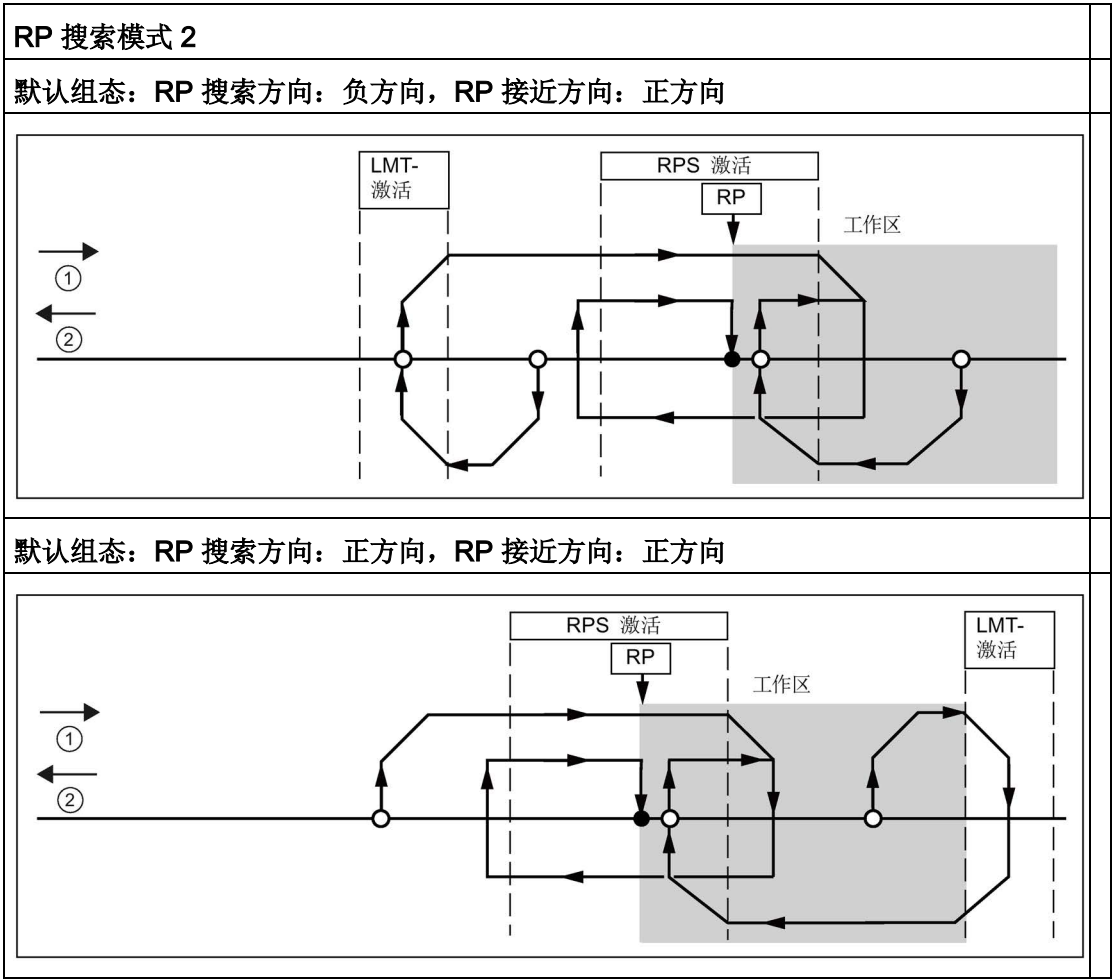 RP 搜索模式 2
默认组态：RP 搜索方向：负方向，RP 接近方向：正方向
LMT-
激活
RPS 激活
RP
工作区
①
②
默认组态：RP 搜索方向：正方向，RP 接近方向：正方向
RPS 激活
LMT-
激活
RP
工作区
①
②